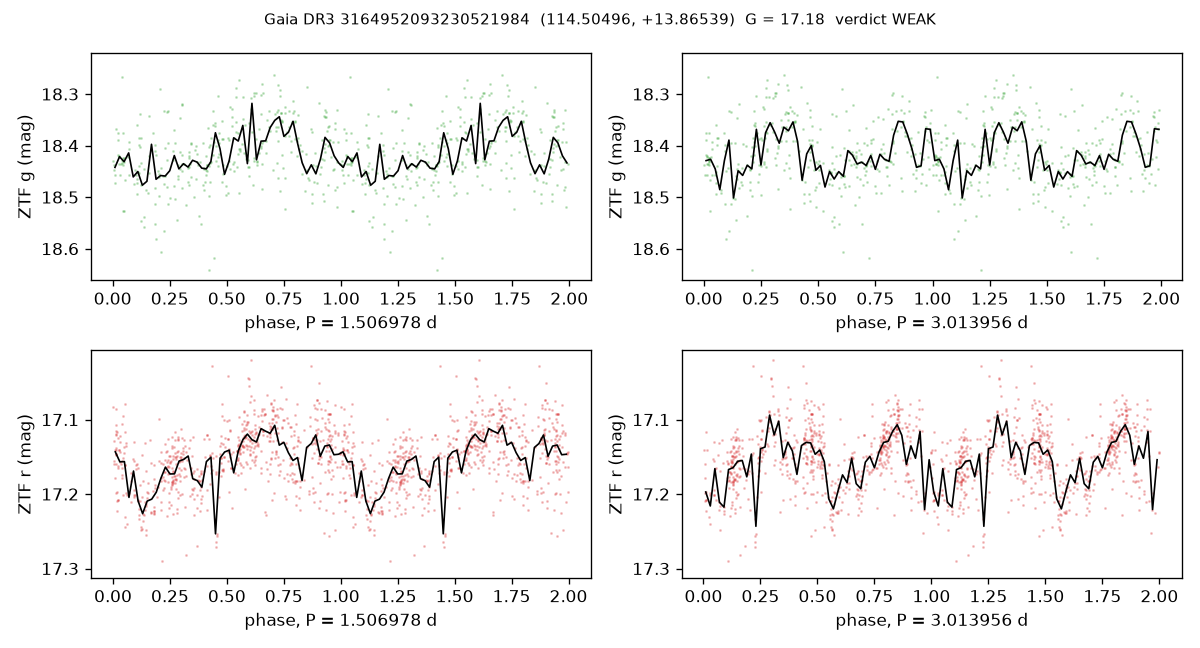 Gaia DR3 3164952093230521984 (114.50496, +13.86539) G = 17.18 verdict WEAK
ZTF g (mag)
18.3
18.4
18.5
18.6
0.00 0.25 0.50 0.75 1.00 1.25 1.50 1.75 2.00
phase, P = 1.506978 d
ZTF g (mag)
18.3
18.4
18.5
18.6
0.00 0.25 0.50 0.75 1.00 1.25 1.50 1.75 2.00
phase, P = 3.013956 d
ZTF r (mag)
17.1
17.2
17.3
0.00 0.25 0.50 0.75 1.00 1.25 1.50 1.75 2.00
phase, P = 1.506978 d
ZTF r (mag)
17.1
17.2
17.3
0.00 0.25 0.50 0.75 1.00 1.25 1.50 1.75 2.00
phase, P = 3.013956 d